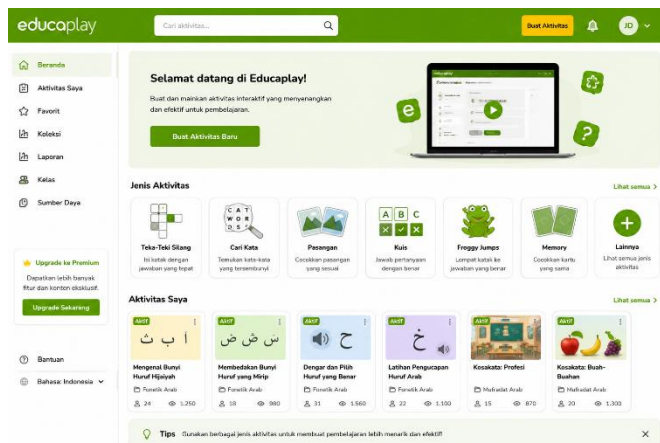 educaplay
Cari aktivitas...
Buat Aktivitas
JD
Beranda
Aktivitas Saya
Favorit
Koleksi
Laporan
Kelas
Sumber Daya
Upgrade ke Premium
Dapatkan lebih banyak
fitur dan konten eksklusif.
Upgrade Sekarang
Bantuan
Bahasa: Indonesia
Selamat datang di Educaplay!
Buat dan mainkan aktivitas interaktif yang menyenangkan
dan efektif untuk pembelajaran.
Buat Aktivitas Baru
e
?
Jenis Aktivitas
Lihat semua >
C A T
W O R
D S
A B C
Teka-Teki Silang
Isi kotak dengan
jawaban yang tepat
Cari Kata
Temukan kata-kata
yang tersembunyi
Pasangan
Cocokkan pasangan
yang sesuai
Kuis
Jawab pertanyaan
dengan benar
Froggy Jumps
Lompat katak ke
jawaban yang benar
Memory
Cocokkan kartu
yang sama
Lainnya
Lihat semua jenis
aktivitas
Aktivitas Saya
Lihat semua >
Aktif
أ ب ث
Mengenal Bunyi
Huruf Hijaiyah
Fonetik Arab
24 1.250
Aktif
س ض ض
Membedakan Bunyi
Huruf yang Mirip
Fonetik Arab
18 980
Aktif
ح
Dengar dan Pilih
Huruf yang Benar
Fonetik Arab
31 1.560
Aktif
خ
Latihan Pengucapan
Huruf Arab
Fonetik Arab
22 1.100
Aktif
Kosakata: Profesi
Mufradat Arab
15 870
Aktif
Kosakata: Buah-
Buahan
Mufradat Arab
20 1.300
Tips Gunakan berbagai jenis aktivitas untuk membuat pembelajaran lebih menarik dan efektif!